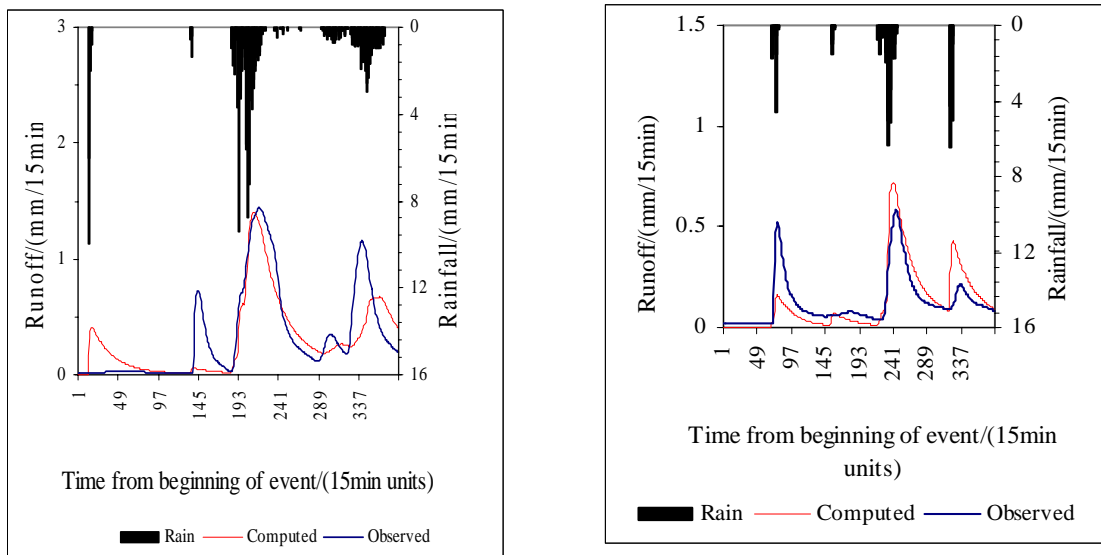 3
2
1
0
Runoff/(mm/15min
0
4
8
12
16
Rainfall/(mm/15min
1
49
97
145
193
241
289
337
Time from beginning of event/(15min units)
Rain
Computed
Observed
1.5
1
0.5
0
Runoff/(mm/15min)
0
4
8
12
16
Rainfall/(mm/15min)
1
49
97
145
193
241
289
337
Time from beginning of event/(15min
units)
Rain
Computed
Observed